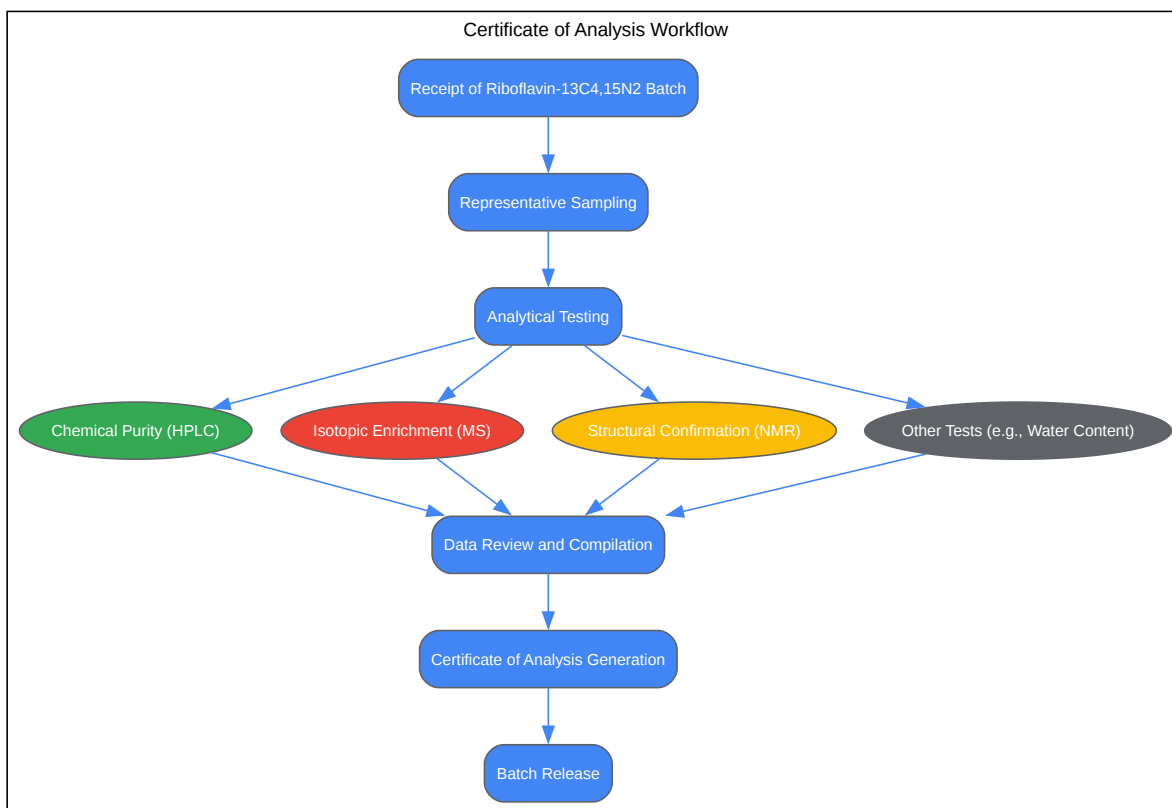 Certificate of Analysis Workflow
Receipt of Riboflavin-13C4,15N2 Batch
Representative Sampling
Analytical Testing
Chemical Purity (HPLC)
Isotopic Enrichment (MS)
Structural Confirmation (NMR)
Other Tests (e.g., Water Content)
Data Review and Compilation
Certificate of Analysis Generation
Batch Release